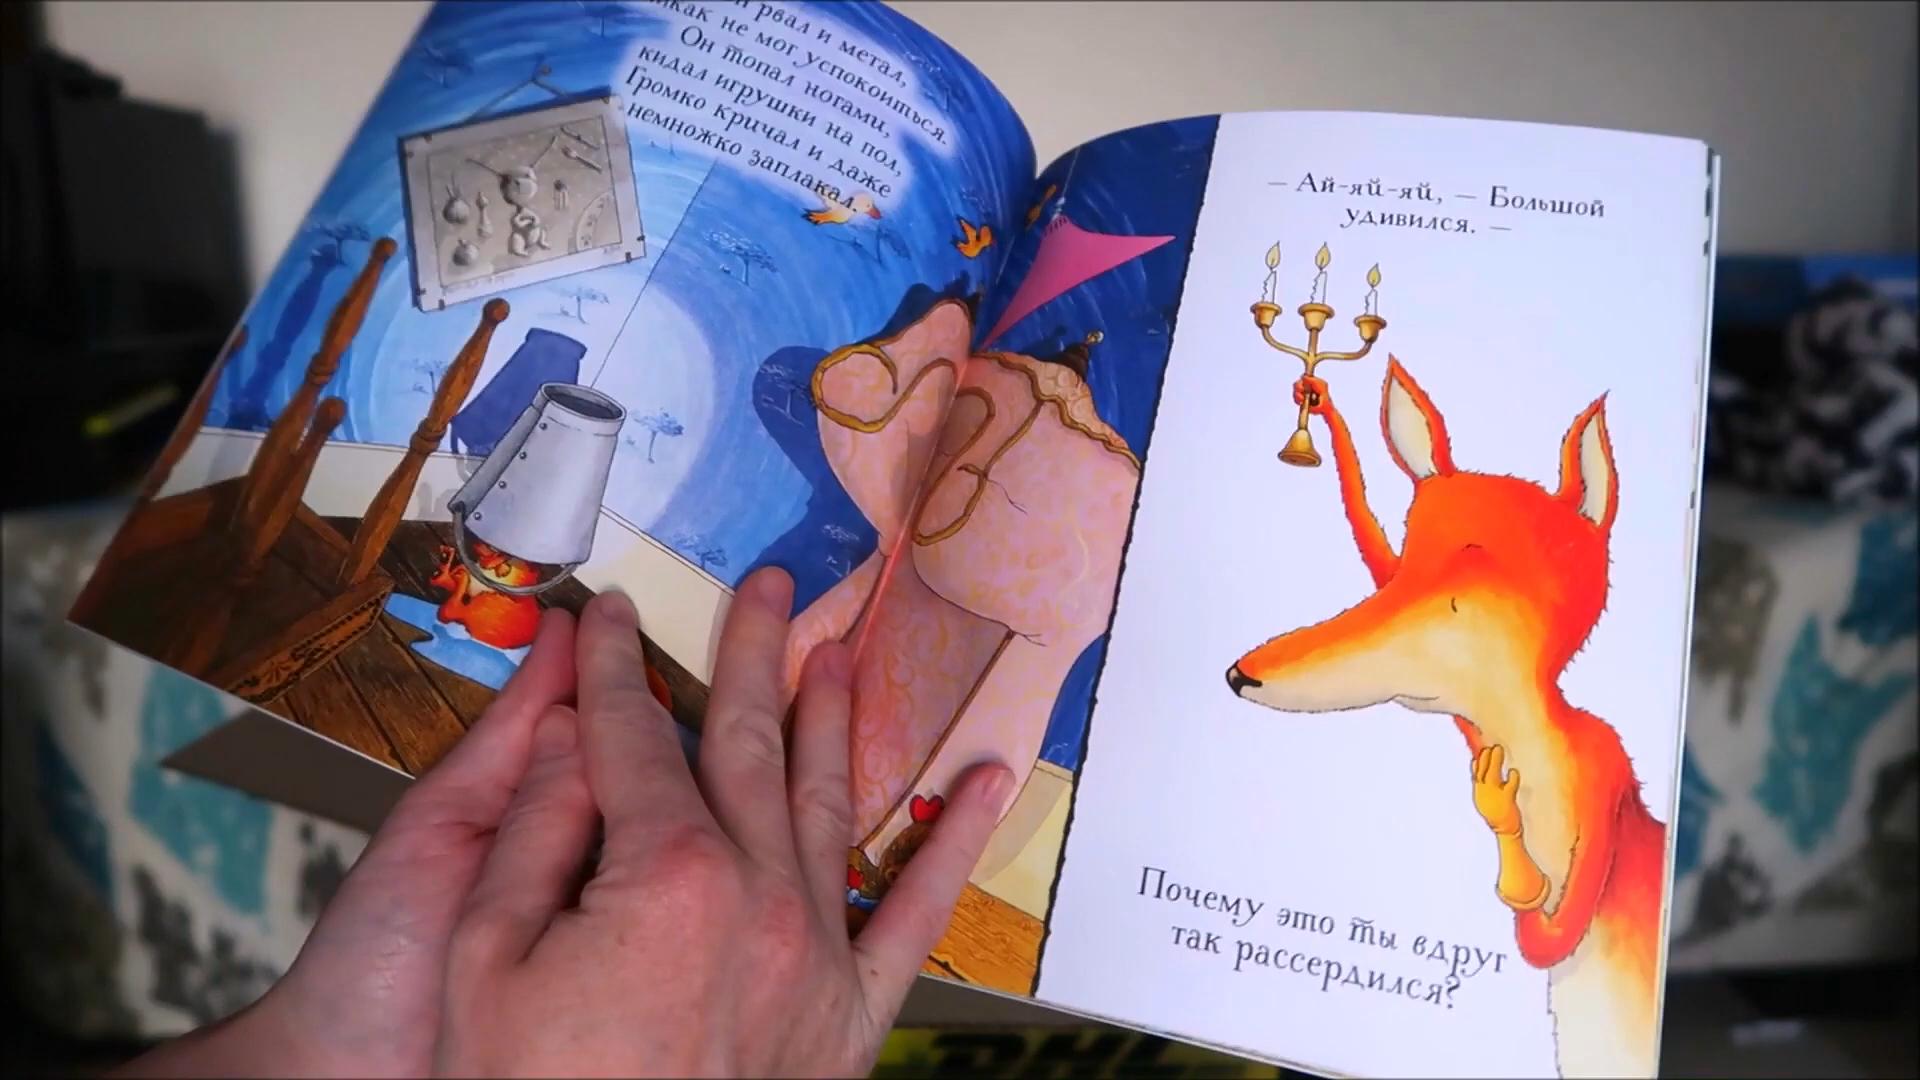 рвал и метал,
не мог успокоиться.
Он топал ногами,
кидал игрушки на пол,
Громко кричал и даже
немножко заплакал.
— Ай-яй-яй, — Большой
удивился. —
Почему это ты вдруг
так рассердился?
DHL